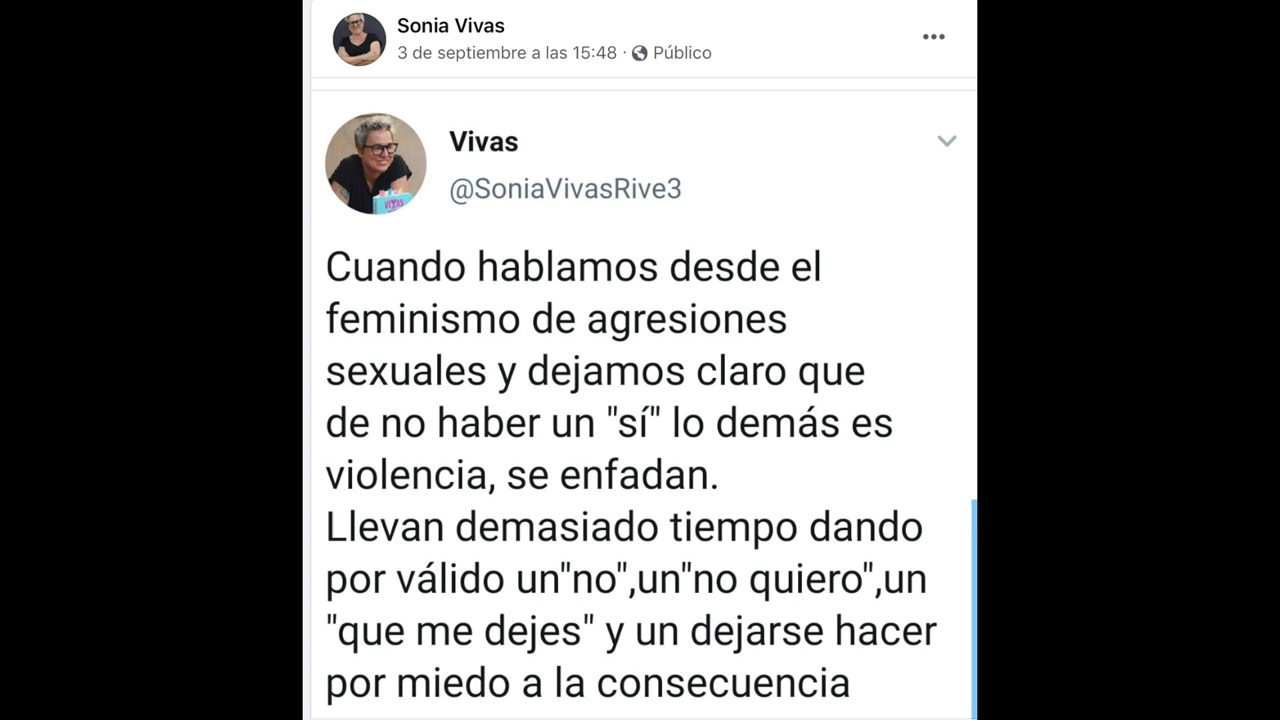 Sonia Vivas
3 de septiembre a las 15:48 · Público
Vivas
@SoniaVivasRive3
VIVAS
Cuando hablamos desde el
feminismo de agresiones
sexuales y dejamos claro que
de no haber un "sí" lo demás es
violencia, se enfadan.
Llevan demasiado tiempo dando
por válido un"no",un"no quiero",un
"que me dejes" y un dejarse hacer
por miedo a la consecuencia